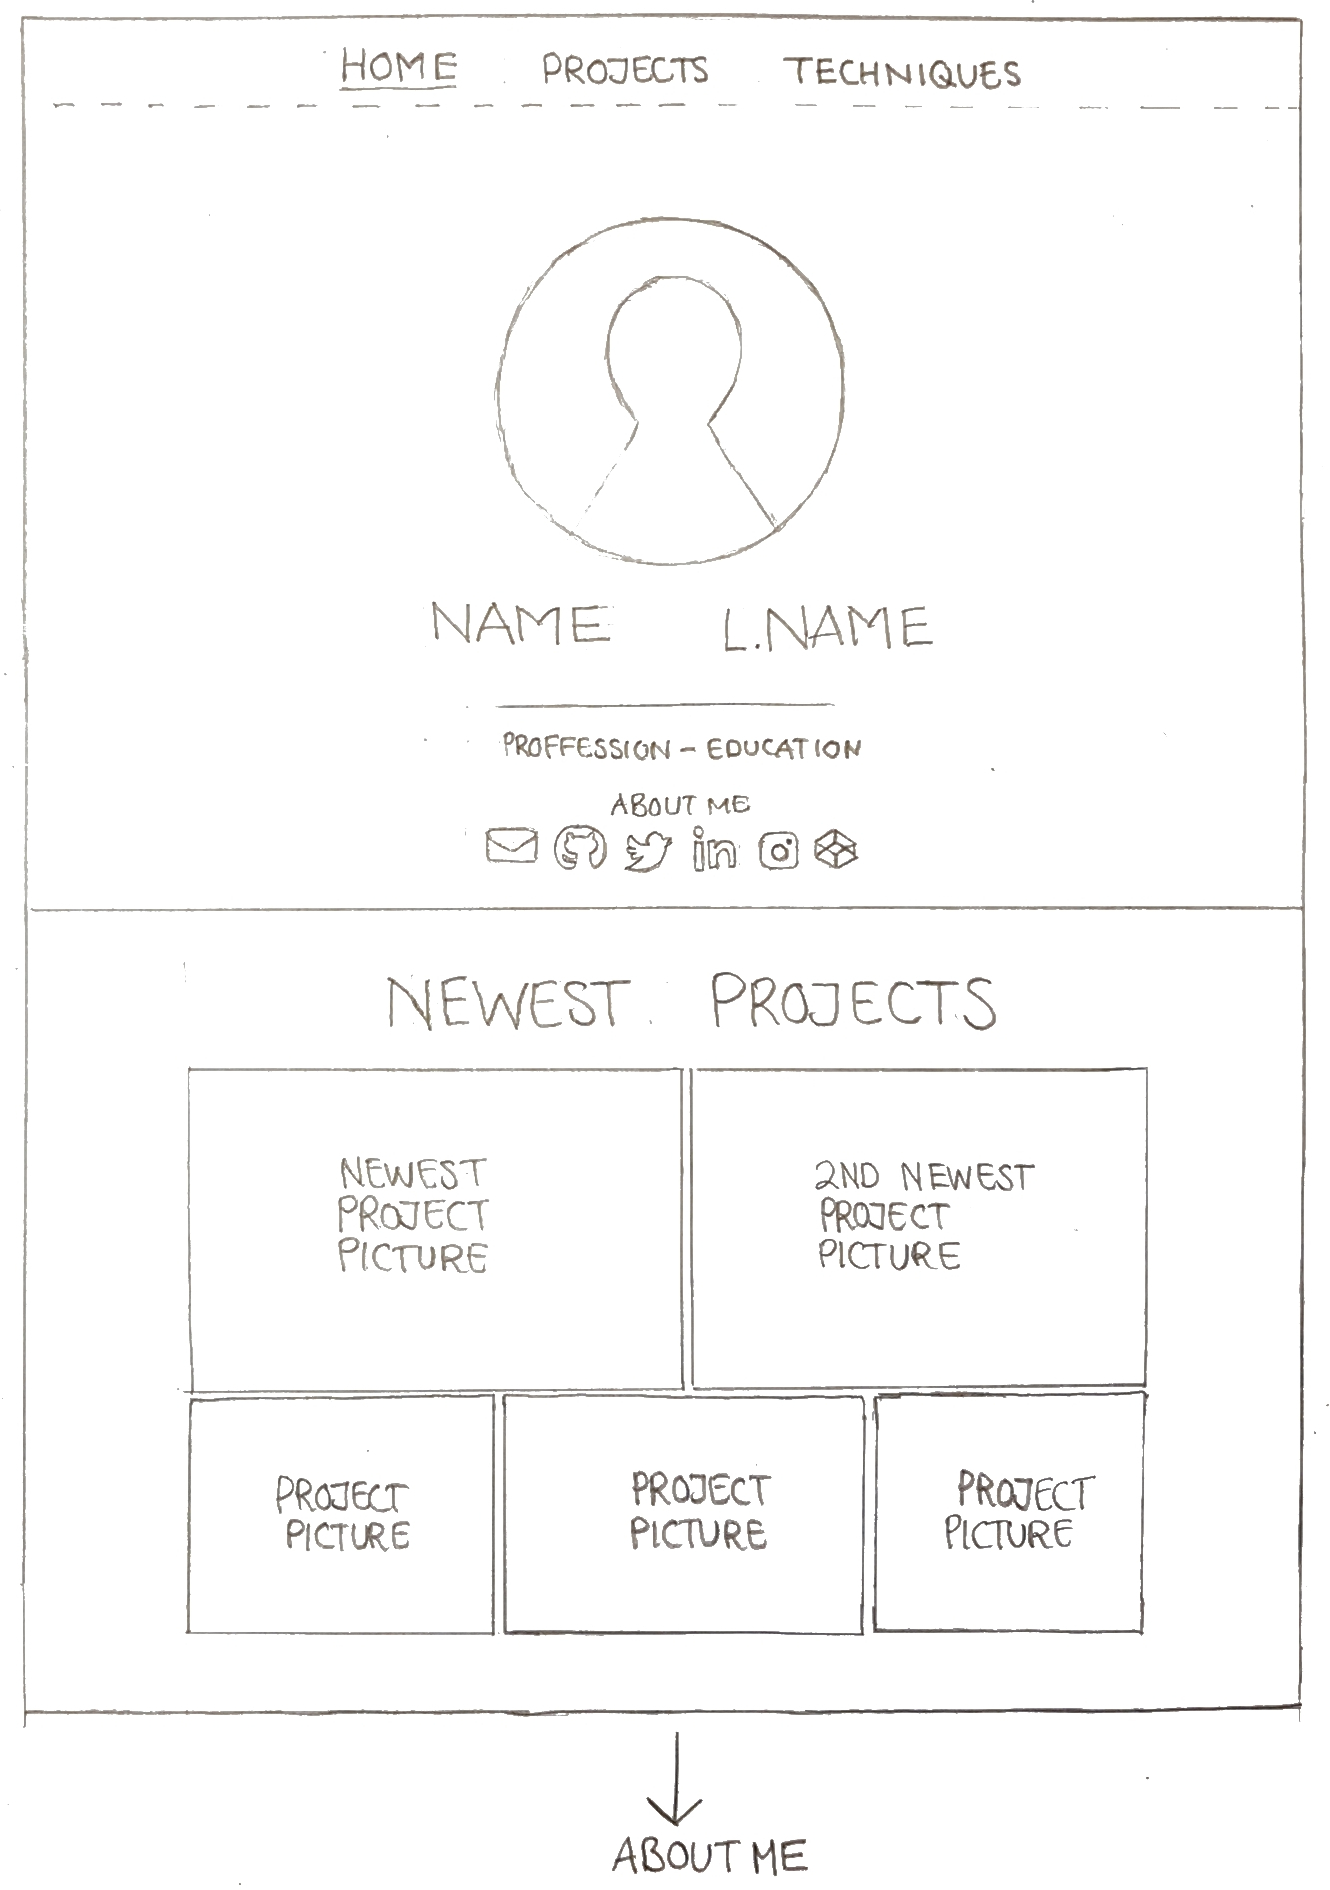 HOME PROJECTS TECHNIQUES
NAME L.NAME
PROFFESSION - EDUCATION
ABOUT ME
in
NEWEST PROJECTS
NEWEST
PROJECT
PICTURE
2ND NEWEST
PROJECT
PICTURE
PROJECT
PICTURE
PROJECT
PICTURE
PROJECT
PICTURE
ABOUT ME